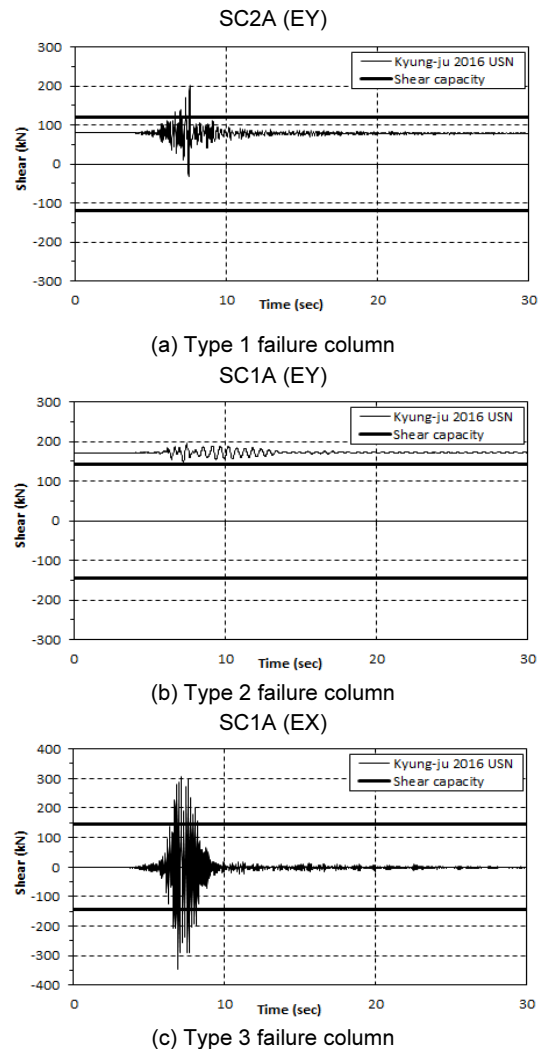 SC2A (EY)
300
200
100
0
-100
-200
-300
Shear (kN)
Kyung-ju 2016 USN
Shear capacity
0
10
20
30
Time (sec)
(a) Type 1 failure column
SC1A (EY)
300
200
100
0
-100
-200
-300
Shear (kN)
Kyung-ju 2016 USN
Shear capacity
0
10
20
30
Time (sec)
(b) Type 2 failure column
SC1A (EX)
400
300
200
100
0
-100
-200
-300
-400
Shear (kN)
Kyung-ju 2016 USN
Shear capacity
0
10
20
30
Time (sec)
(c) Type 3 failure column